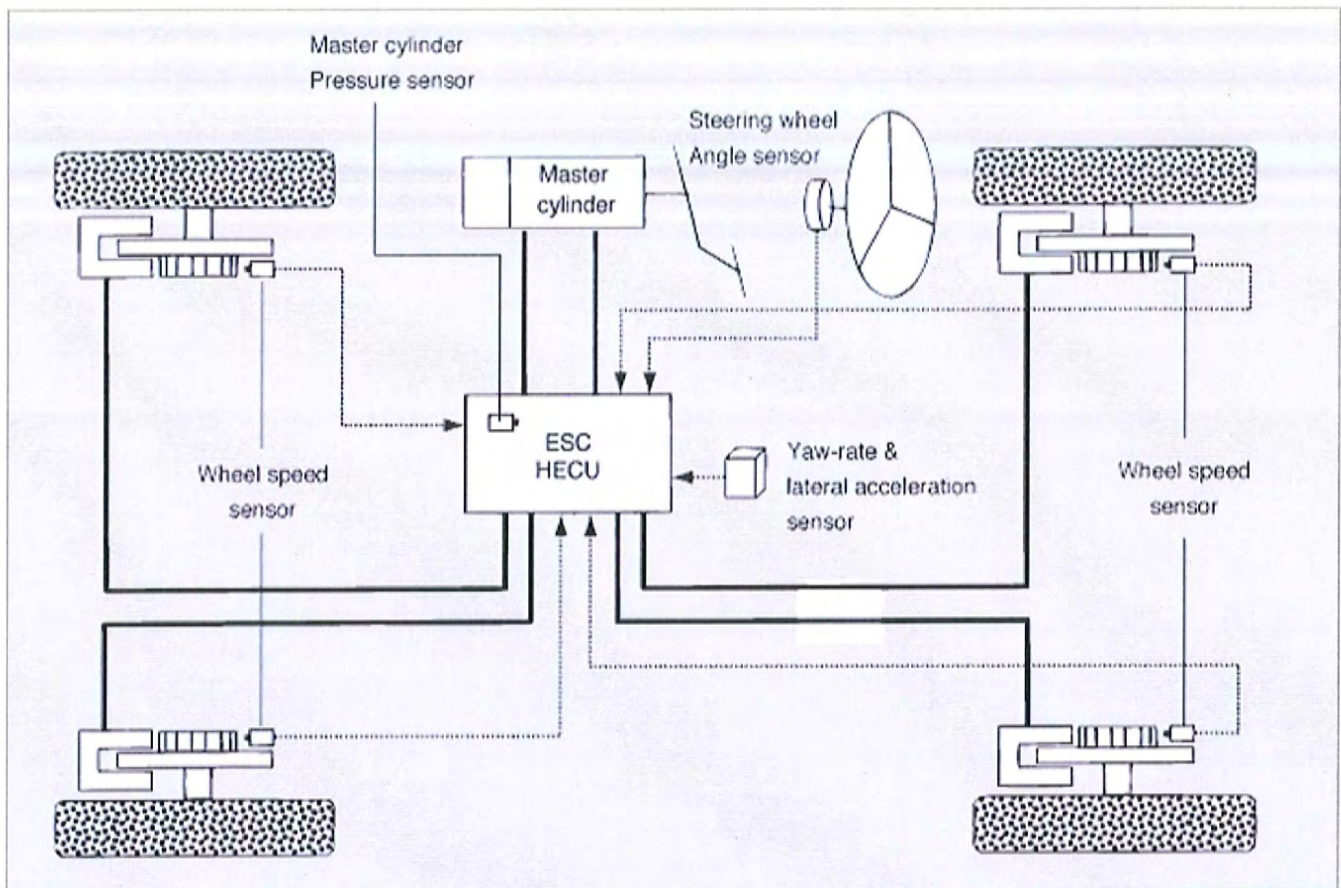 Master cylinder
Pressure sensor
Steering wheel
Angle sensor
Master
cylinder
ESC
HECU
Yaw-rate &
lateral acceleration
sensor
Wheel speed
sensor
Wheel speed
sensor